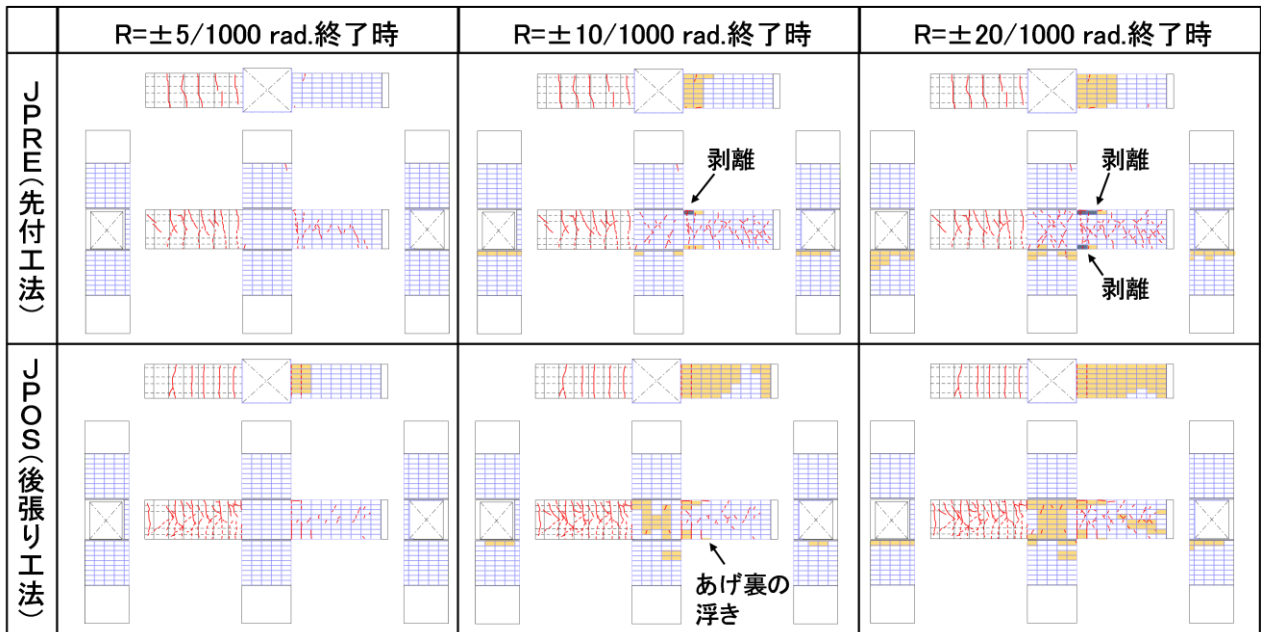 R=±5/1000 rad.終了時
R=±10/1000 rad.終了時
R=±20/1000 rad.終了時
JPRE(先付工法)
剥離
剥離
剥離
JPOS(後張り工法)
あげ裏の
浮き